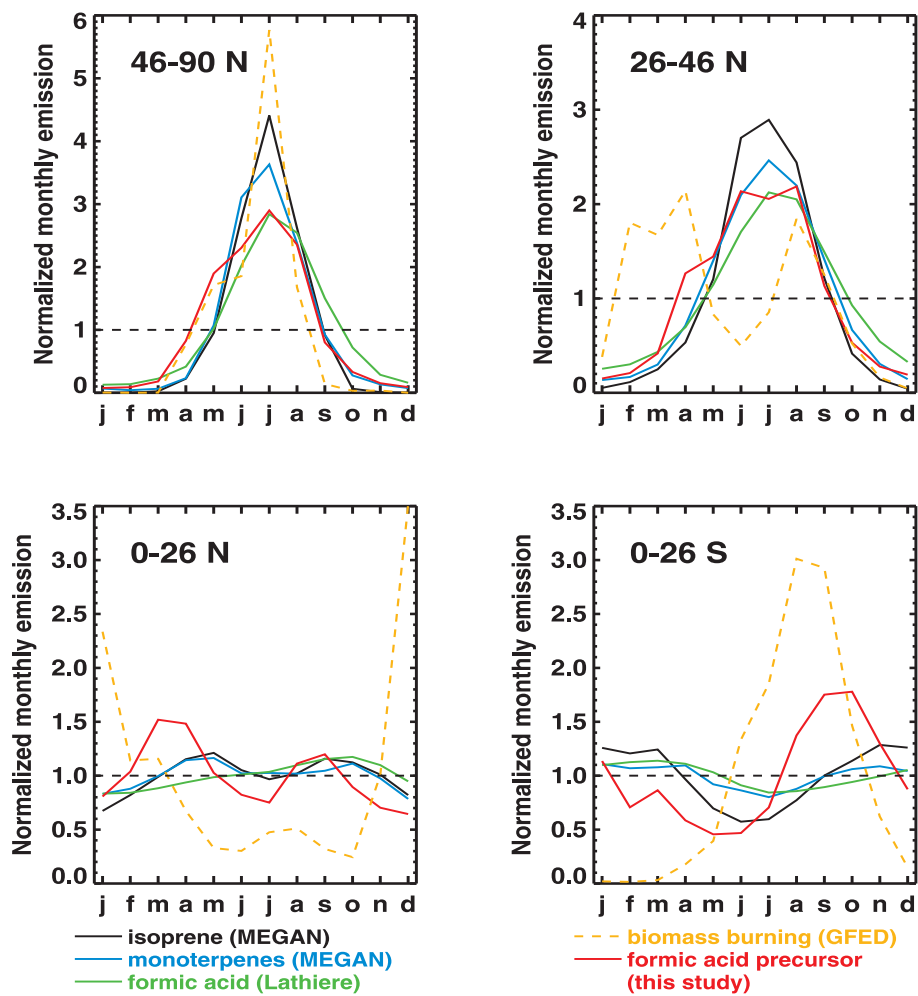 46-90 N
Normalized monthly emission
6
5
4
3
2
1
0
j f m a m j j a s o n d
26-46 N
Normalized monthly emission
4
3
2
1
0
j f m a m j j a s o n d
0-26 N
Normalized monthly emission
3.5
3.0
2.5
2.0
1.5
1.0
0.5
0.0
j f m a m j j a s o n d
0-26 S
Normalized monthly emission
3.5
3.0
2.5
2.0
1.5
1.0
0.5
0.0
j f m a m j j a s o n d
isoprene (MEGAN)
monoterpenes (MEGAN)
formic acid (Lathiere)
biomass burning (GFED)
formic acid precursor
(this study)